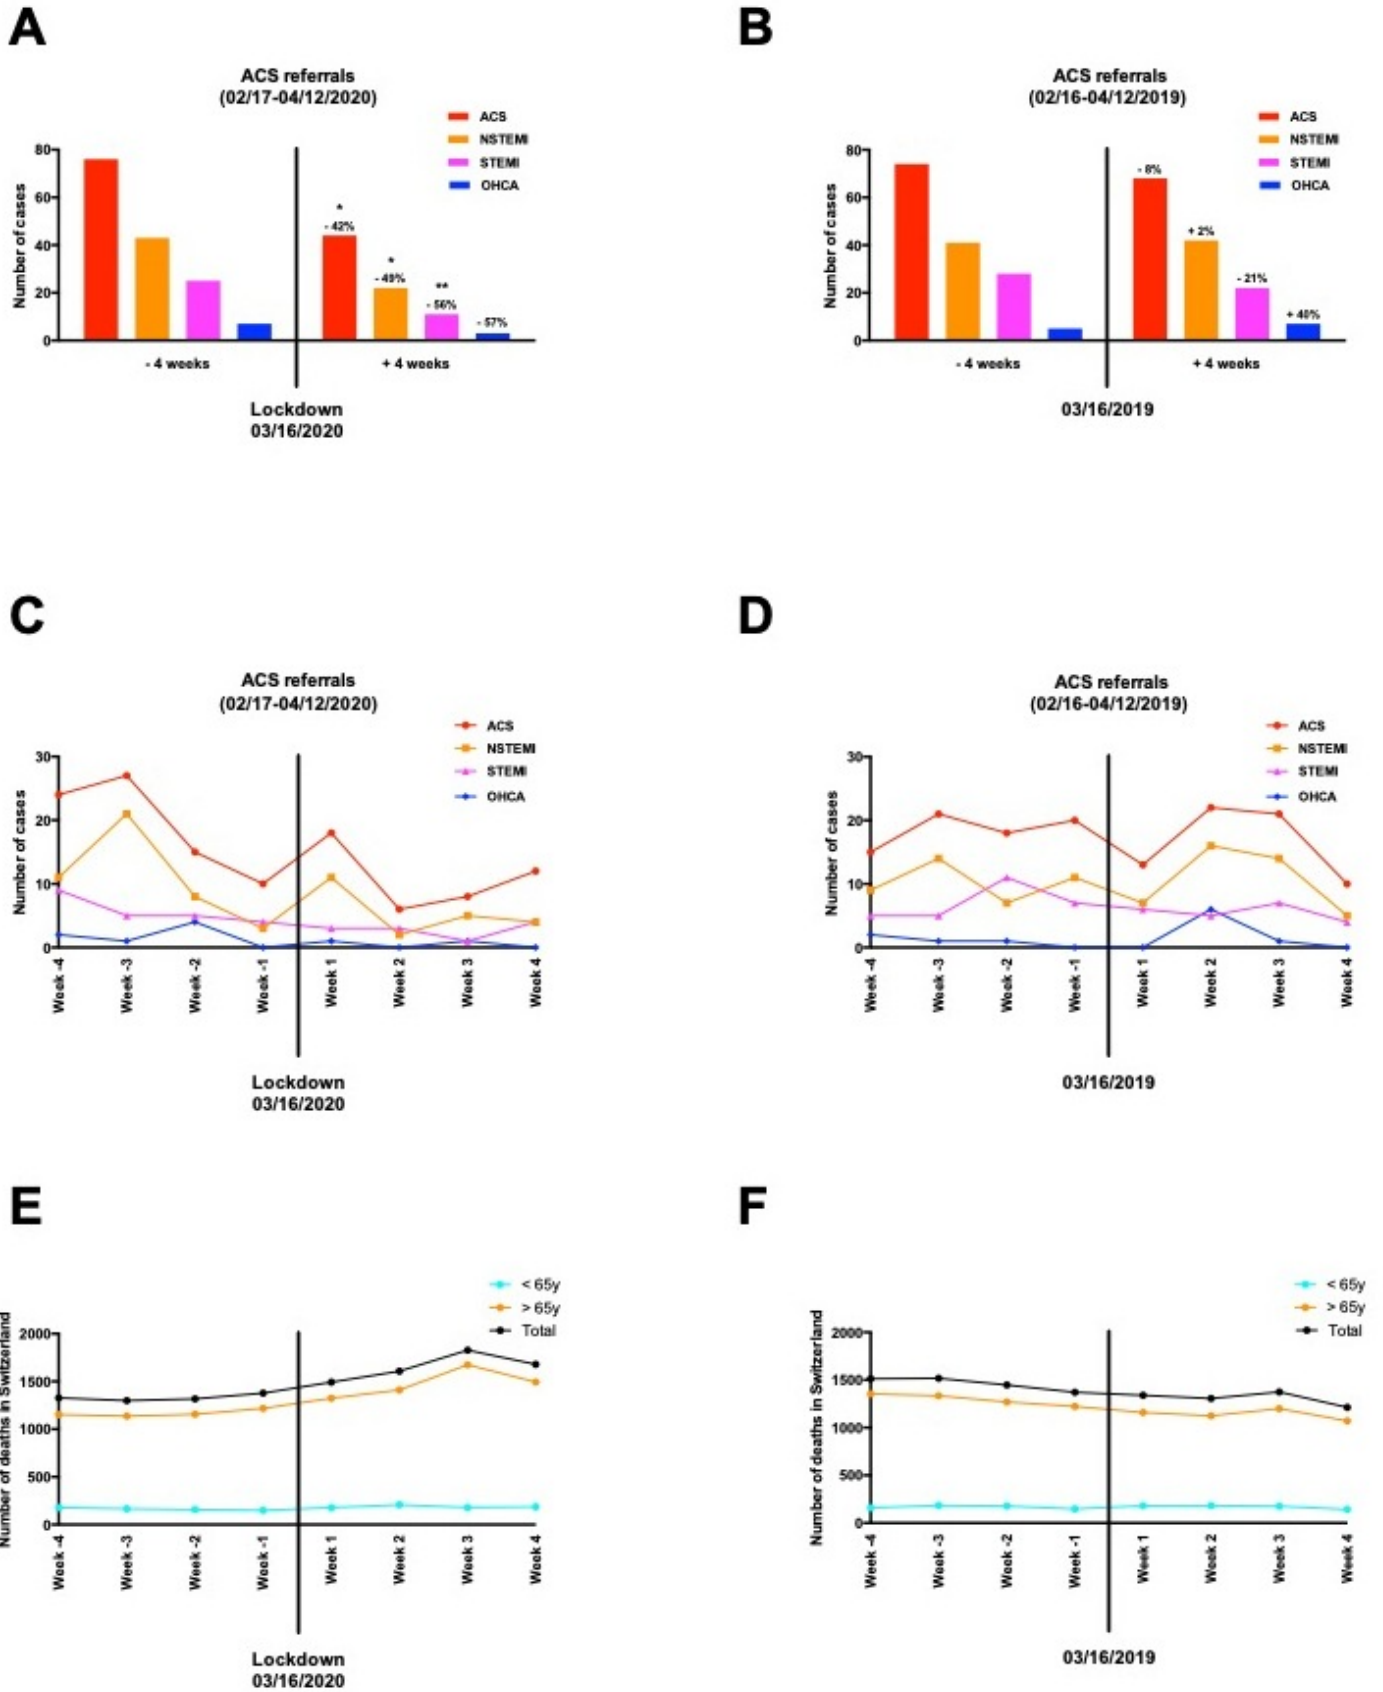 A
ACS referrals
(02/17-04/12/2020)
ACS
NSTEMI
STEMI
OHCA
Number of cases
80
60
40
20
0
*
- 42%
*
- 49%
**
- 56%
- 57%
- 4 weeks
+ 4 weeks
Lockdown
03/16/2020
B
ACS referrals
(02/16-04/12/2019)
ACS
NSTEMI
STEMI
OHCA
Number of cases
80
60
40
20
0
- 8%
+ 2%
- 21%
+ 40%
- 4 weeks
+ 4 weeks
03/16/2019
C
ACS referrals
(02/17-04/12/2020)
ACS
NSTEMI
STEMI
OHCA
Number of cases
30
20
10
0
Week -4
Week -3
Week -2
Week -1
Week 1
Week 2
Week 3
Week 4
Lockdown
03/16/2020
D
ACS referrals
(02/16-04/12/2019)
ACS
NSTEMI
STEMI
OHCA
Number of cases
30
20
10
0
Week -4
Week -3
Week -2
Week -1
Week 1
Week 2
Week 3
Week 4
03/16/2019
E
< 65y
> 65y
Total
Number of deaths in Switzerland
2000
1500
1000
500
0
Week -4
Week -3
Week -2
Week -1
Week 1
Week 2
Week 3
Week 4
Lockdown
03/16/2020
F
< 65y
> 65y
Total
Number of deaths in Switzerland
2000
1500
1000
500
0
Week -4
Week -3
Week -2
Week -1
Week 1
Week 2
Week 3
Week 4
03/16/2019